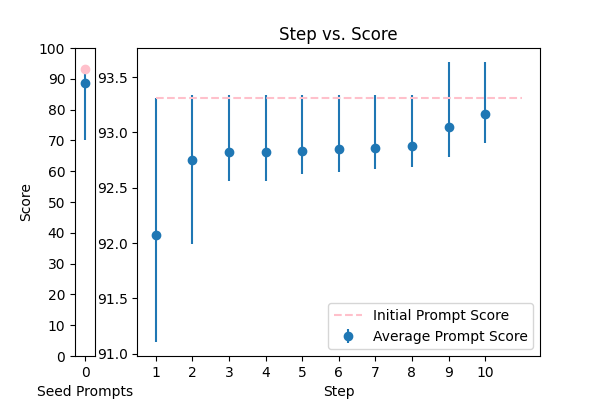 Step vs. Score
Score
100
90
80
70
60
50
40
30
20
10
0
0
Seed Prompts
93.5
93.0
92.5
92.0
91.5
91.0
1 2 3 4 5 6 7 8 9 10
Step
Initial Prompt Score
Average Prompt Score